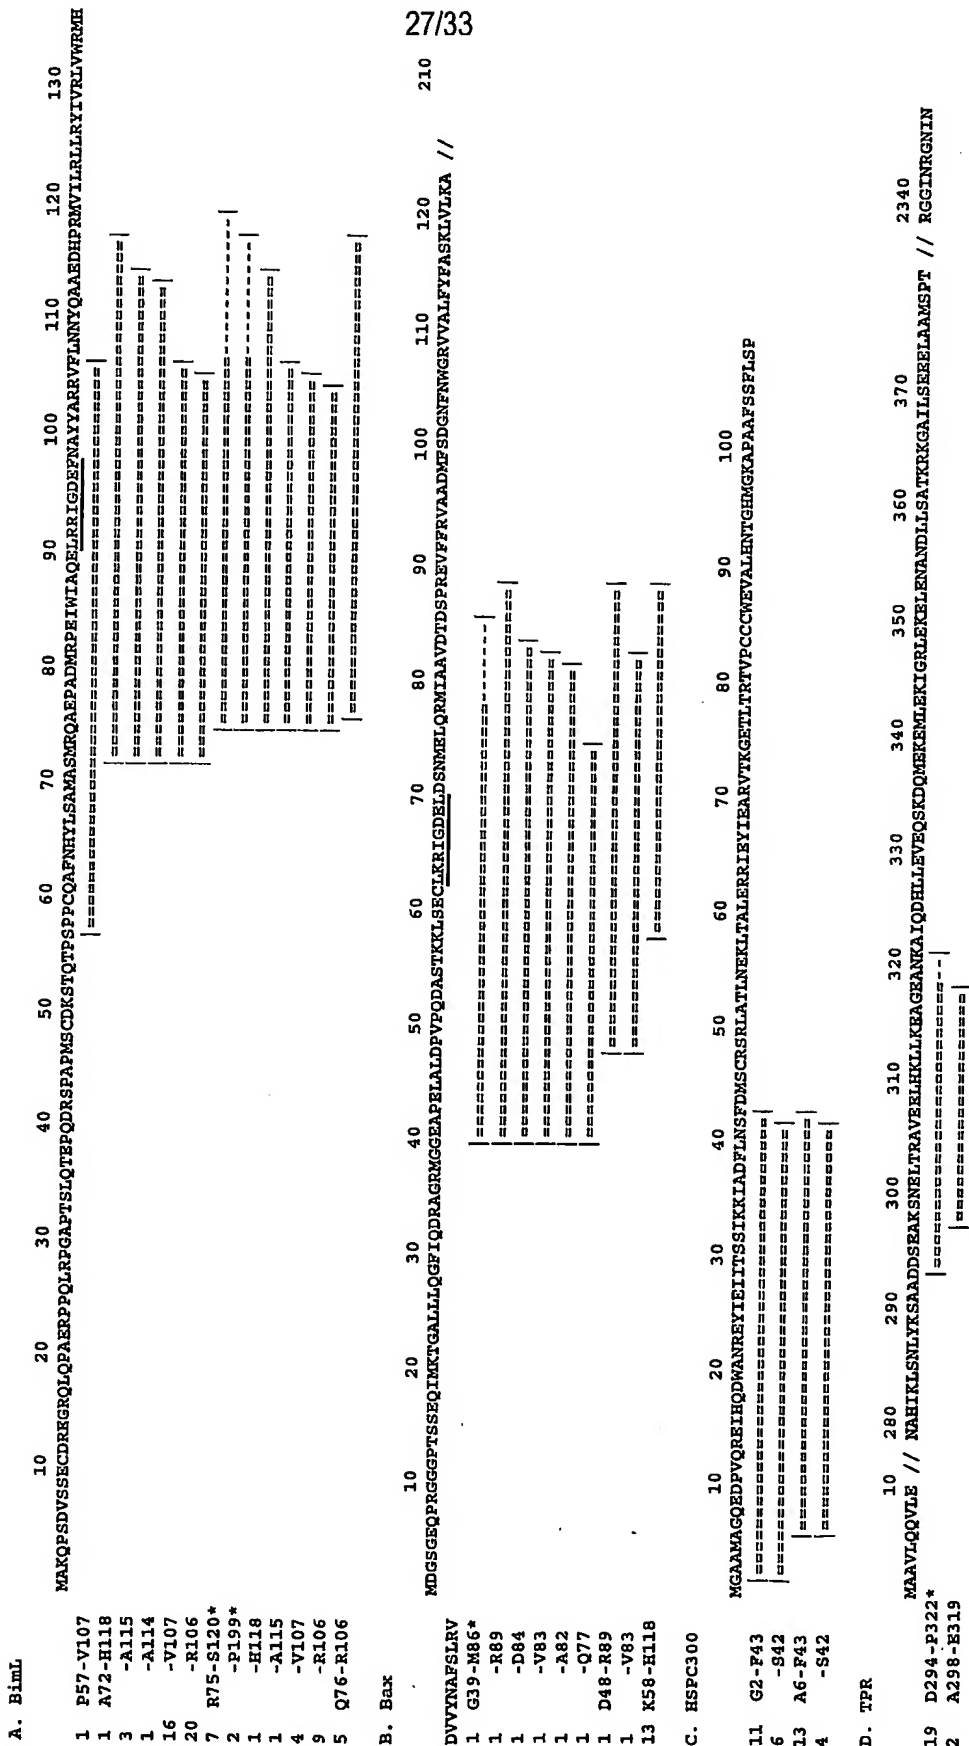 27/33
A. BimL
10 20 30 40 50 60 70 80 90 100 110 120 130
MAKQPSDVSSECDREGRQLQPAERPPQLRPGAPTSLQTEPQDRSPAPMSCDKSTQTPSPPCQAFNHYLSAMASMRQAEPADMRPEIWIAQELRRIGDEFNAYYARRVFLNNYQAAEDHPRMVILRLLRYIVRLVWRMH
1 P57-V107
1 A72-H118
3 -A115
1 -A114
16 -V107
20 -R106
7 R75-S120*
2 -P199*
1 -H118
1 -A115
4 -V107
9 -R106
5 Q76-R106
B. Bax
10 20 30 40 50 60 70 80 90 100 110 120 210
MDGSGEQPRGGGPTSSEQIMKTGALLLQGFIQDRAGRMGGEAPELALDPVPQDASTKKLSECLKRIGDELDSNMELQRMIAAVDTDSPREVFFRVAADMFSDGNFNWGRVVALFYFASKLVLKA //
DVVYNAFSLRV
1 G39-M86*
1 -R89
1 -D84
1 -V83
1 -A82
1 -Q77
1 D48-R89
1 -V83
13 K58-H118
C. HSPC300
10 20 30 40 50 60 70 80 90 100
MGAAMAGQEDPVQREIHQDWANREYIEIITSSIKKIADFLNSFDMSCRSRLATLNEKLTALERRIEYIEARVTKGETLTRTVPCCCWEVALHNTGHMGKAPAAFSSFLSP
11 G2-F43
6 -S42
13 A6-F43
4 -S42
D. TPR
10 280 290 300 310 320 330 340 350 360 370 2340
MAAVLQQVLE // NAHIKLSNLYKSAADDSEAKSNELTRAVEELHKLLKEAGEANKAIQDHLLEVEQSKDQMEKEMLEKIGRLEKELENANDLLSATKRKGAILSEEELAAMSPT // RGGINRGNIN
19 D294-P322*
2 A298-E319